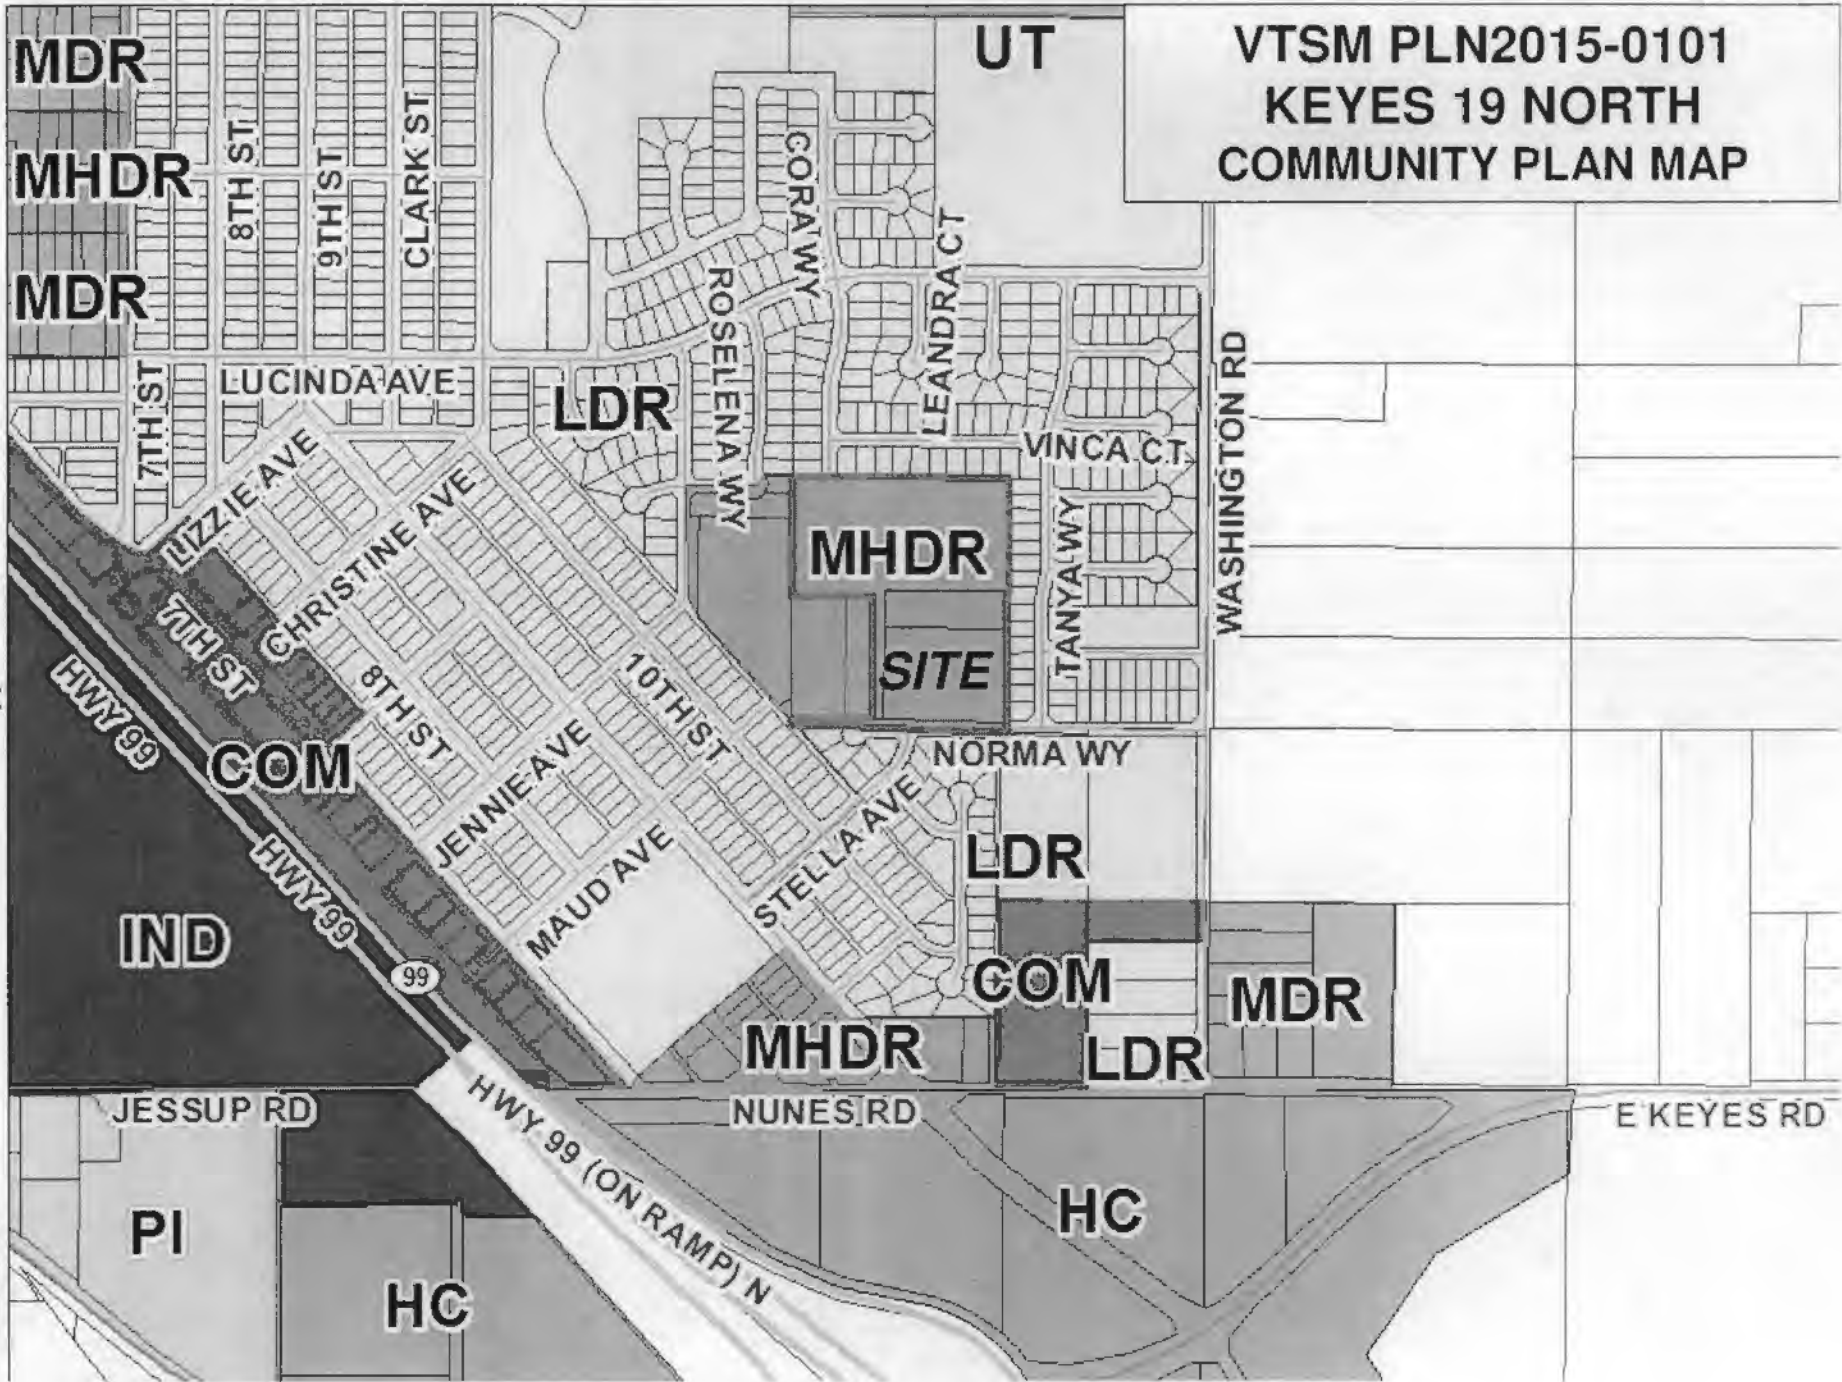 VTSM PLN2015-0101
KEYES 19 NORTH
COMMUNITY PLAN MAP
UT
MDR
MHDR
MDR
8TH ST
9TH ST
CLARK ST
CORA WY
LEANDRA CT
ROSELENA WY
WASHINGTON RD
7TH ST
LUCINDA AVE
LDR
VINCA CT
LIZZIE AVE
CHRISTINE AVE
MHDR
TANYA WY
SITE
7TH ST
8TH ST
10TH ST
HWY 99
COM
JENNIE AVE
NORMA WY
MAUD AVE
STELLA AVE
HWY 99
LDR
IND
99
COM
MDR
MHDR
LDR
JESSUP RD
HWY 99 (ON RAMP) N
NUNES RD
E KEYES RD
PI
HC
HC